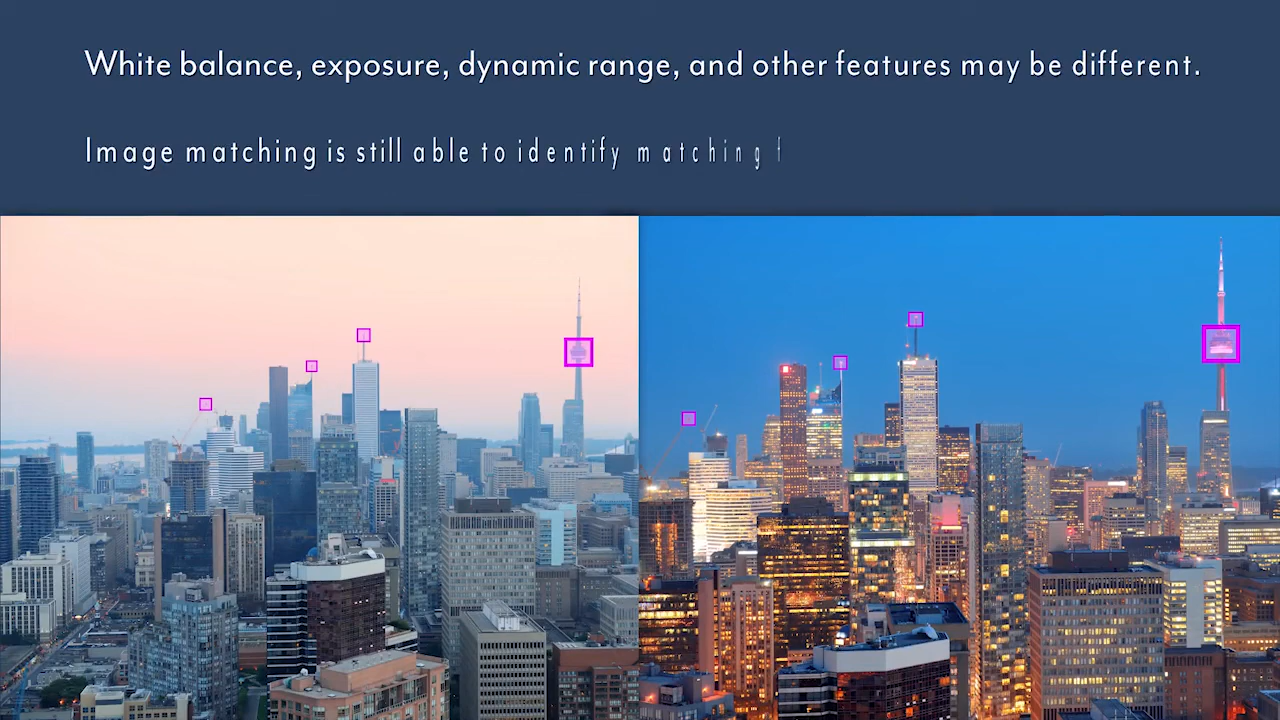 White balance, exposure, dynamic range, and other features may be different.
Image matching is still able to identify matching f